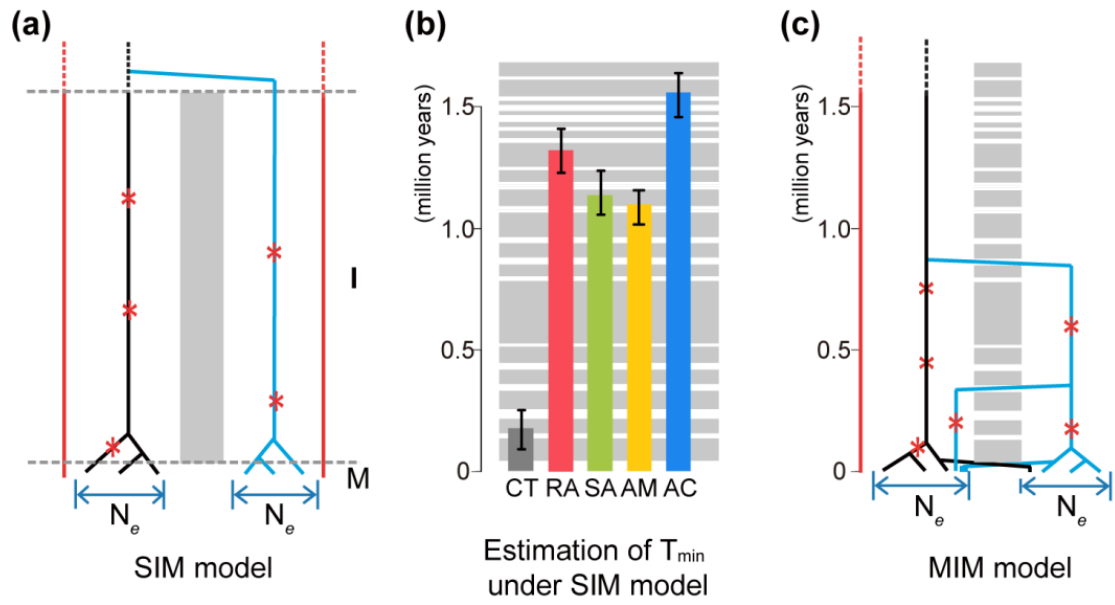 (a)
I
M
Nₑ Nₑ
SIM model
(b)
(million years)
1.5
1.0
0.5
0
CT RA SA AM AC
Estimation of Tmin
under SIM model
(c)
(million years)
1.5
1.0
0.5
0
Nₑ Nₑ
MIM model